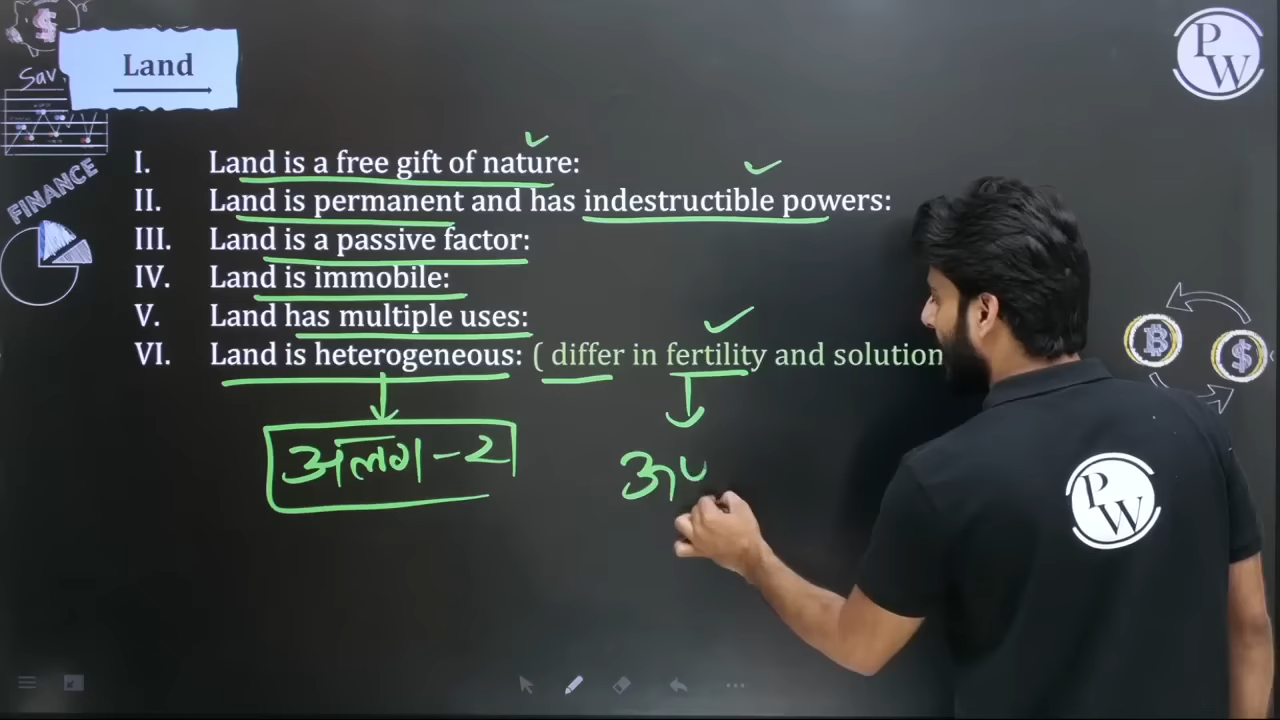 Land
Sav
FINANCE
I. Land is a free gift of nature:
II. Land is permanent and has indestructible powers:
III. Land is a passive factor:
IV. Land is immobile:
V. Land has multiple uses:
VI. Land is heterogeneous: ( differ in fertility and solution
अलग-2
PW
PW